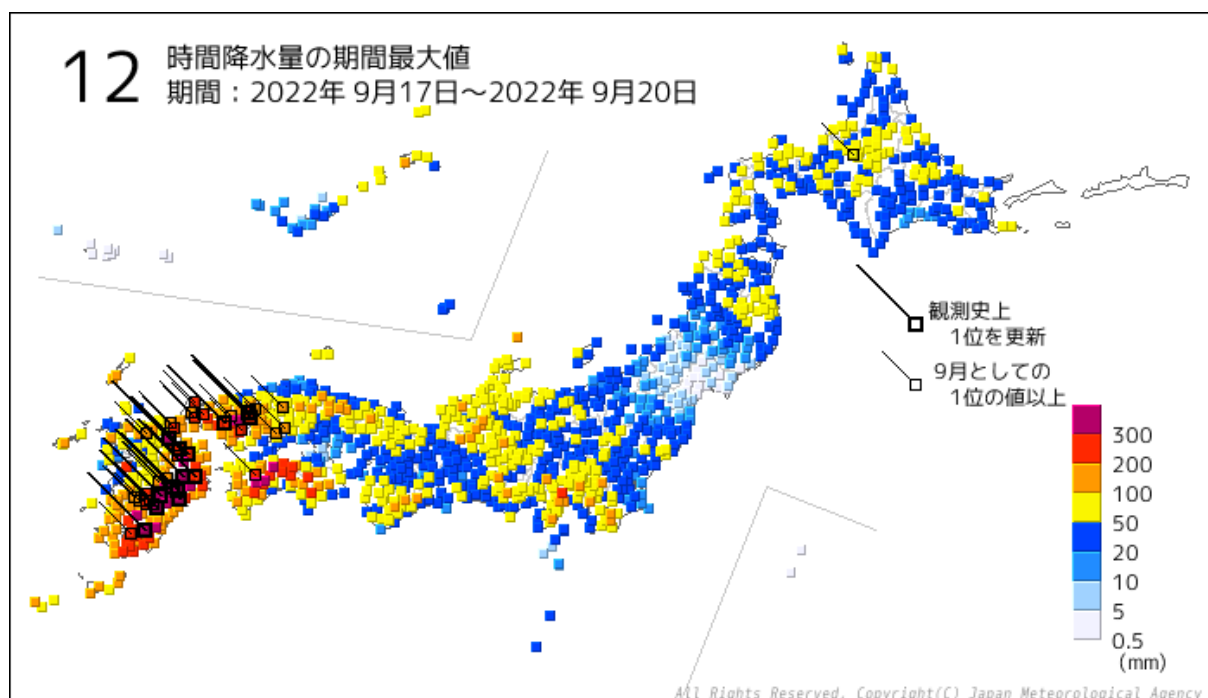 12 時間降水量の期間最大値
期間：2022年 9月17日～2022年 9月20日
観測史上
1位を更新
9月としての
1位の値以上
300
200
100
50
20
10
5
0.5
(mm)
All Rights Reserved. Copyright(C) Japan Meteorological Agency